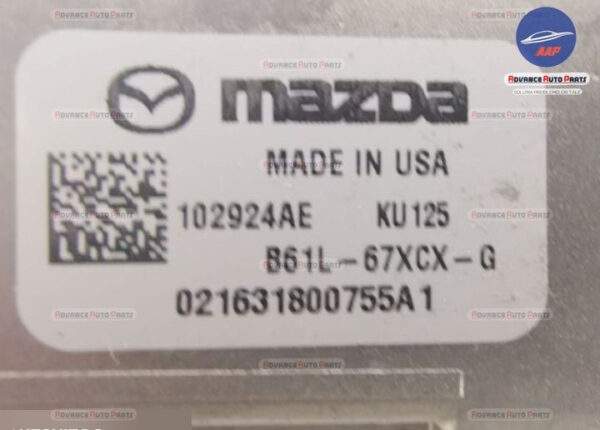 mazda
MADE IN USA
102924AE KU125
B61L-67XCX-G
021631800755A1
AAP
ADVANCE AUTO PARTS